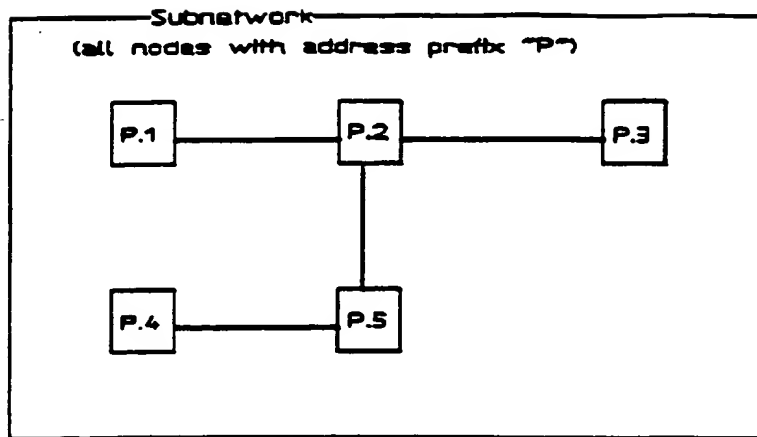 Subnetwork
(all nodes with address prefix "P")
P.1 P.2 P.3
P.4 P.5